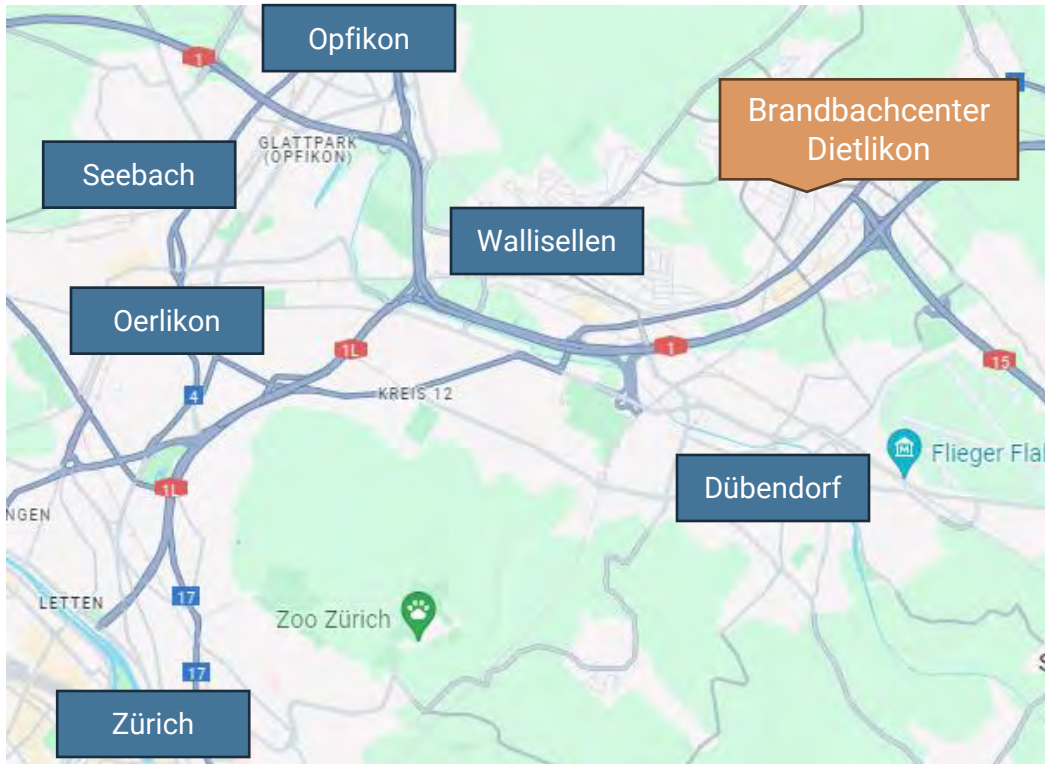 Opfikon
1
Brandbachcenter
Dietlikon
GLATTPARK
(OPFIKON)
Seebach
Wallisellen
Oerlikon
1L
1
15
4
KREIS 12
Flieger Fla
Dübendorf
1L
NGEN
LETTEN
17
Zoo Zürich
17
S
Zürich